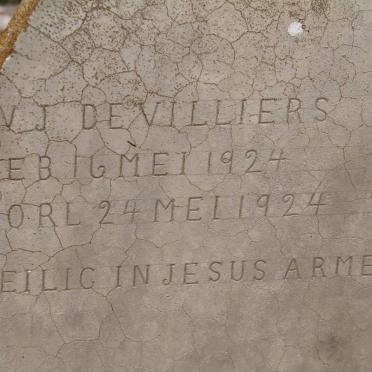 V J DE VILLIERS
EB 16 MEI 1924
ORL 24 MEI 1924
EILIG IN JESUS ARME